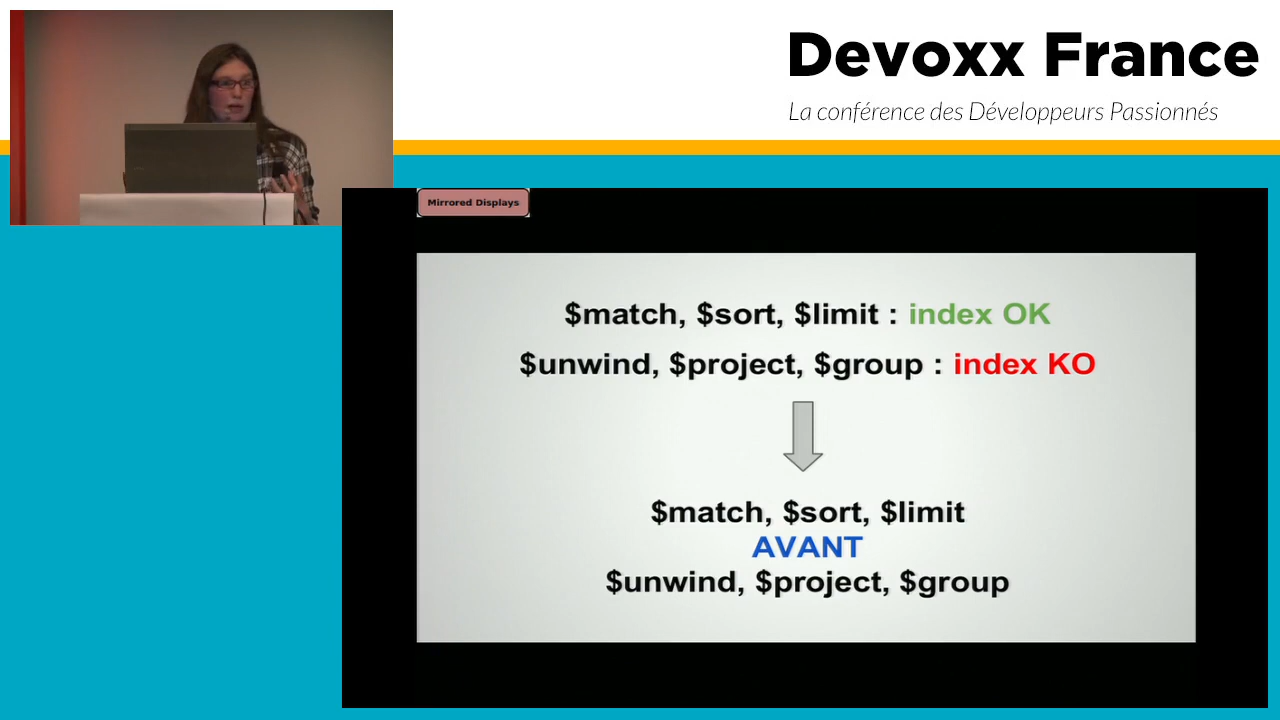 Devoxx France
La conférence des Développeurs Passionnés
Mirrored Displays
$match, $sort, $limit : index OK
$unwind, $project, $group : index KO
$match, $sort, $limit
AVANT
$unwind, $project, $group